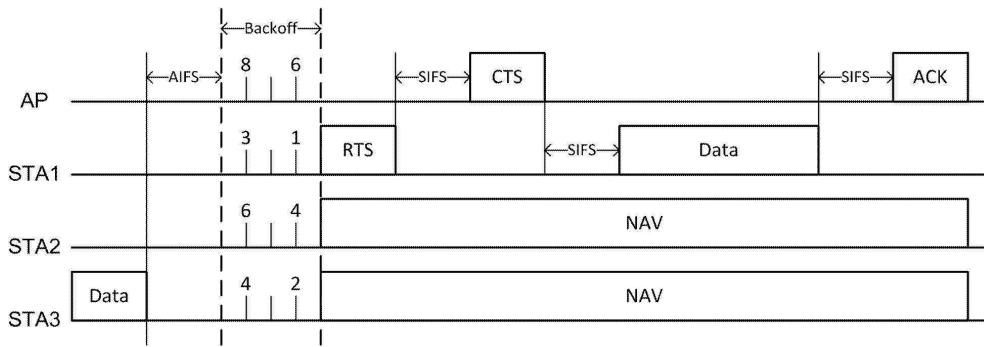 Backoff
AIFS 8 6 SIFS CTS SIFS ACK
AP
3 1 RTS SIFS Data
STA1
6 4 NAV
STA2
Data 4 2 NAV
STA3